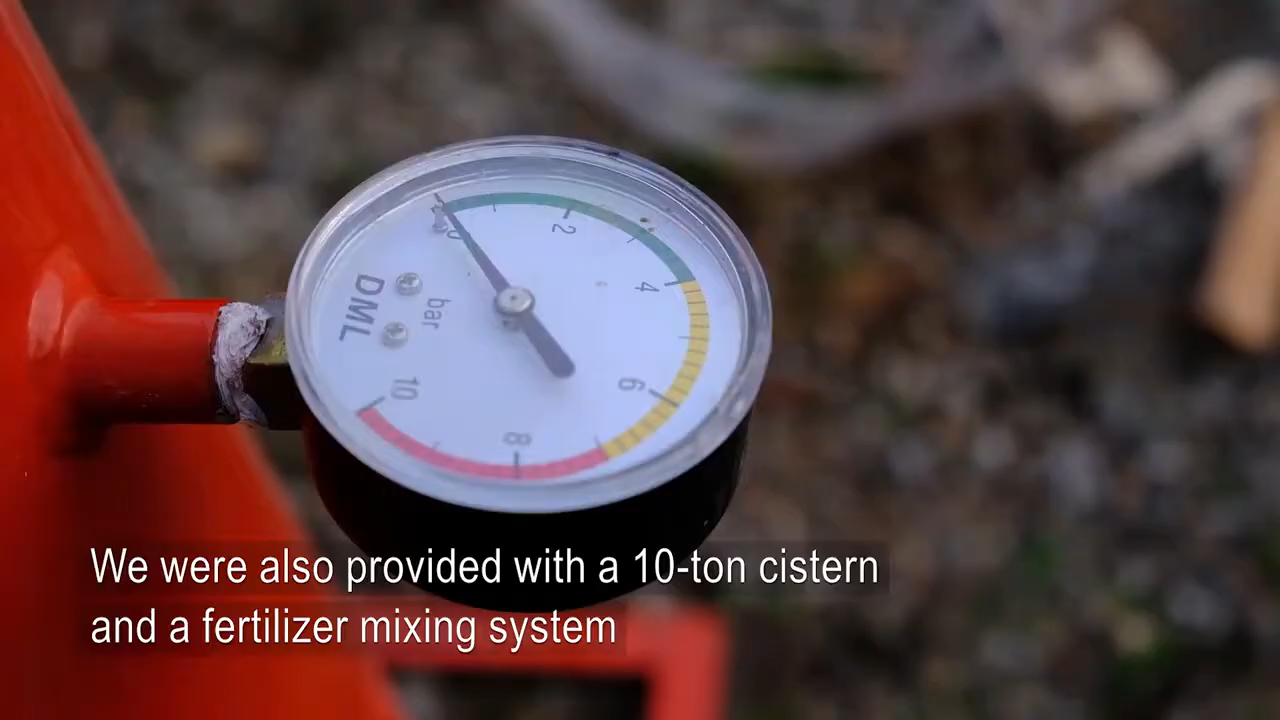 0
2
4
6
8
10
bar
DML
We were also provided with a 10-ton cistern
and a fertilizer mixing system